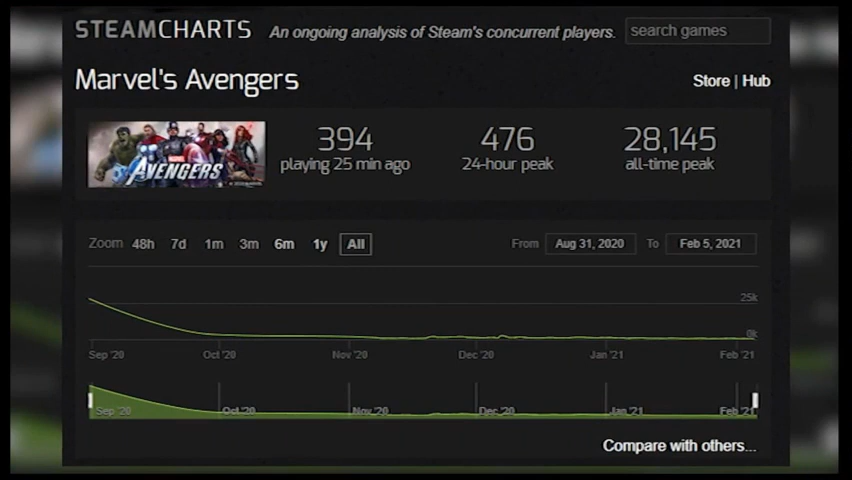 STEAMCHARTS An ongoing analysis of Steam's concurrent players. search games
Marvel's Avengers Store | Hub
MARVEL
AVENGERS
394 476 28,145
playing 25 min ago 24-hour peak all-time peak
Zoom 48h 7d 1m 3m 6m 1y All From Aug 31, 2020 To Feb 5, 2021
25k
0k
Sep '20 Oct '20 Nov '20 Dec '20 Jan '21 Feb '21
Sep '20 Oct '20 Nov '20 Dec '20 Jan '21 Feb '21
Compare with others...